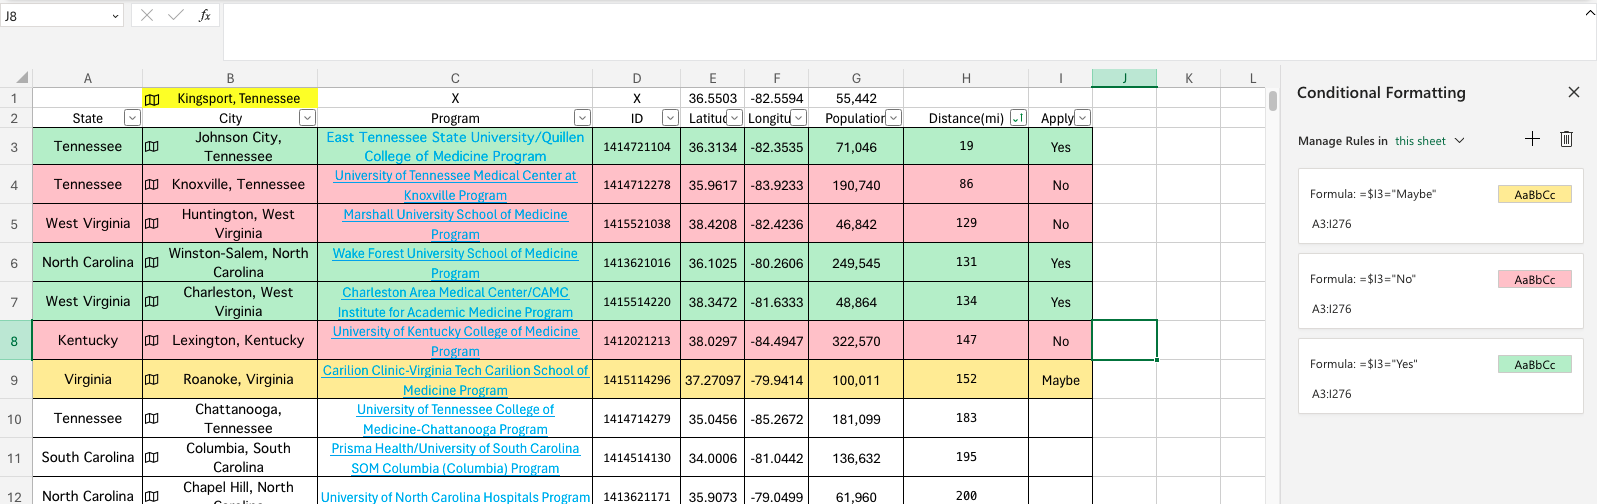 J8
fx
A B C D E F G H I J K L
1 Kingsport, Tennessee X X 36.5503 -82.5594 55,442
2 State City Program ID Latitud Longitu Population Distance(mi) Apply
3 Tennessee Johnson City, Tennessee East Tennessee State University/Quillen College of Medicine Program 1414721104 36.3134 -82.3535 71,046 19 Yes
4 Tennessee Knoxville, Tennessee University of Tennessee Medical Center at Knoxville Program 1414712278 35.9617 -83.9233 190,740 86 No
5 West Virginia Huntington, West Virginia Marshall University School of Medicine Program 1415521038 38.4208 -82.4236 46,842 129 No
6 North Carolina Winston-Salem, North Carolina Wake Forest University School of Medicine Program 1413621016 36.1025 -80.2606 249,545 131 Yes
7 West Virginia Charleston, West Virginia Charleston Area Medical Center/CAMC Institute for Academic Medicine Program 1415514220 38.3472 -81.6333 48,864 134 Yes
8 Kentucky Lexington, Kentucky University of Kentucky College of Medicine Program 1412021213 38.0297 -84.4947 322,570 147 No
9 Virginia Roanoke, Virginia Carilion Clinic-Virginia Tech Carilion School of Medicine Program 1415114296 37.27097 -79.9414 100,011 152 Maybe
10 Tennessee Chattanooga, Tennessee University of Tennessee College of Medicine-Chattanooga Program 1414714279 35.0456 -85.2672 181,099 183
11 South Carolina Columbia, South Carolina Prisma Health/University of South Carolina SOM Columbia (Columbia) Program 1414514130 34.0006 -81.0442 136,632 195
12 North Carolina Chapel Hill, North University of North Carolina Hospitals Program 1413621171 35.9073 -79.0499 61,960 200
Conditional Formatting
Manage Rules in this sheet
Formula: =$I3="Maybe" AaBbCc
A3:I276
Formula: =$I3="No" AaBbCc
A3:I276
Formula: =$I3="Yes" AaBbCc
A3:I276